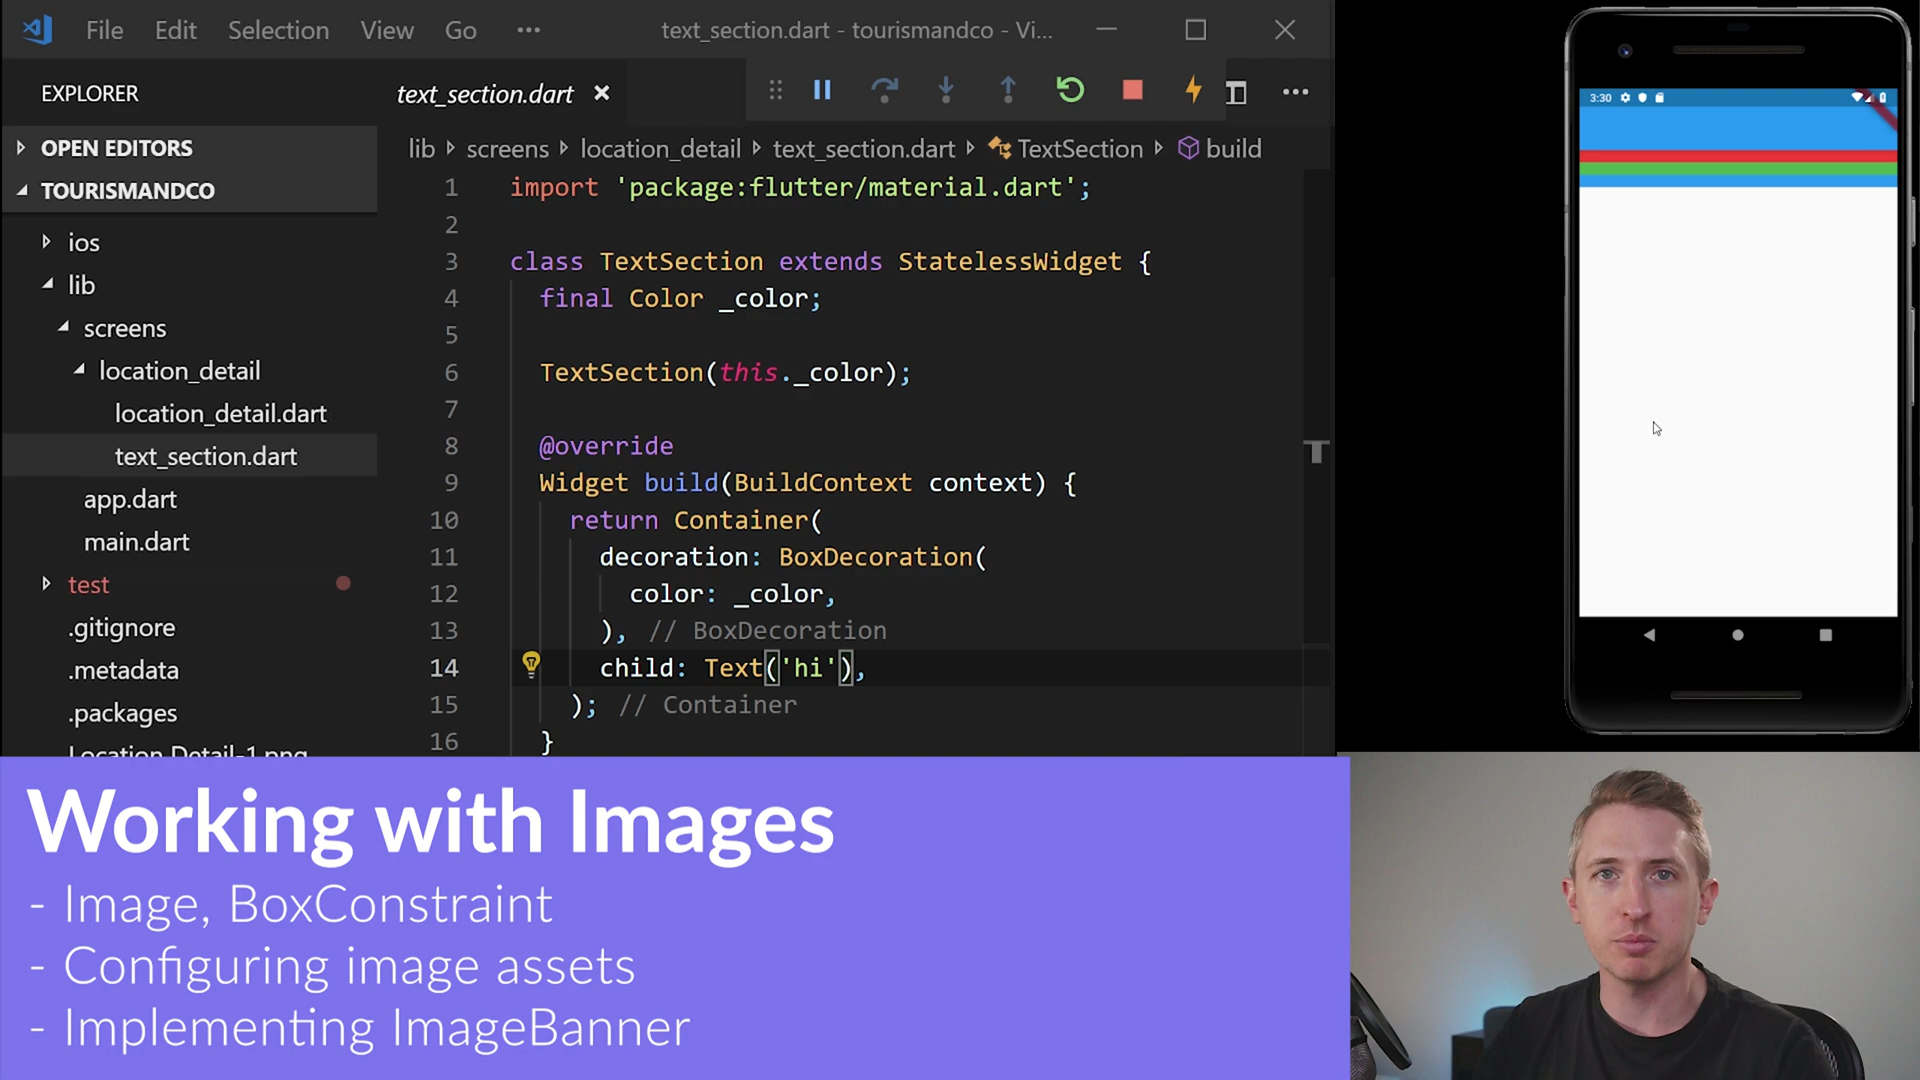 File Edit Selection View Go ···
text_section.dart - tourismandco - Vi...
EXPLORER
text_section.dart
OPEN EDITORS
TOURISMANDCO
ios
lib
screens
location_detail
location_detail.dart
text_section.dart
app.dart
main.dart
test
.gitignore
.metadata
.packages
Location Detail-1.png
lib screens location_detail text_section.dart TextSection build
1 import 'package:flutter/material.dart';
2
3 class TextSection extends StatelessWidget {
4 final Color _color;
5
6 TextSection(this._color);
7
8 @override
9 Widget build(BuildContext context) {
10 return Container(
11 decoration: BoxDecoration(
12 color: _color,
13 ), // BoxDecoration
14 child: Text('hi'),
15 ); // Container
16 }
3:30
Working with Images
- Image, BoxConstraint
- Configuring image assets
- Implementing ImageBanner